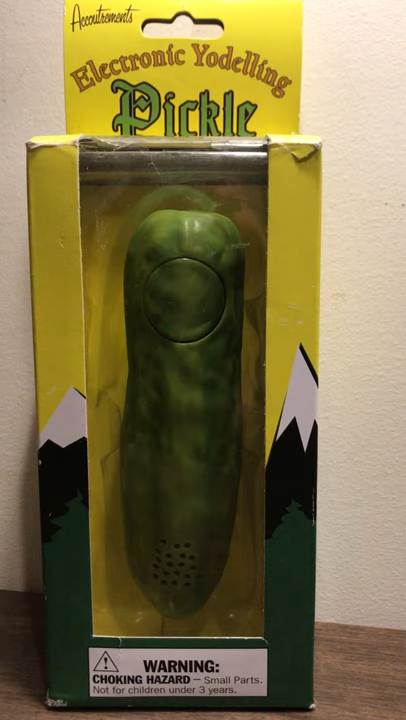 Accoutrements
Electronic Yodelling
Pickle
WARNING:
CHOKING HAZARD — Small Parts.
Not for children under 3 years.